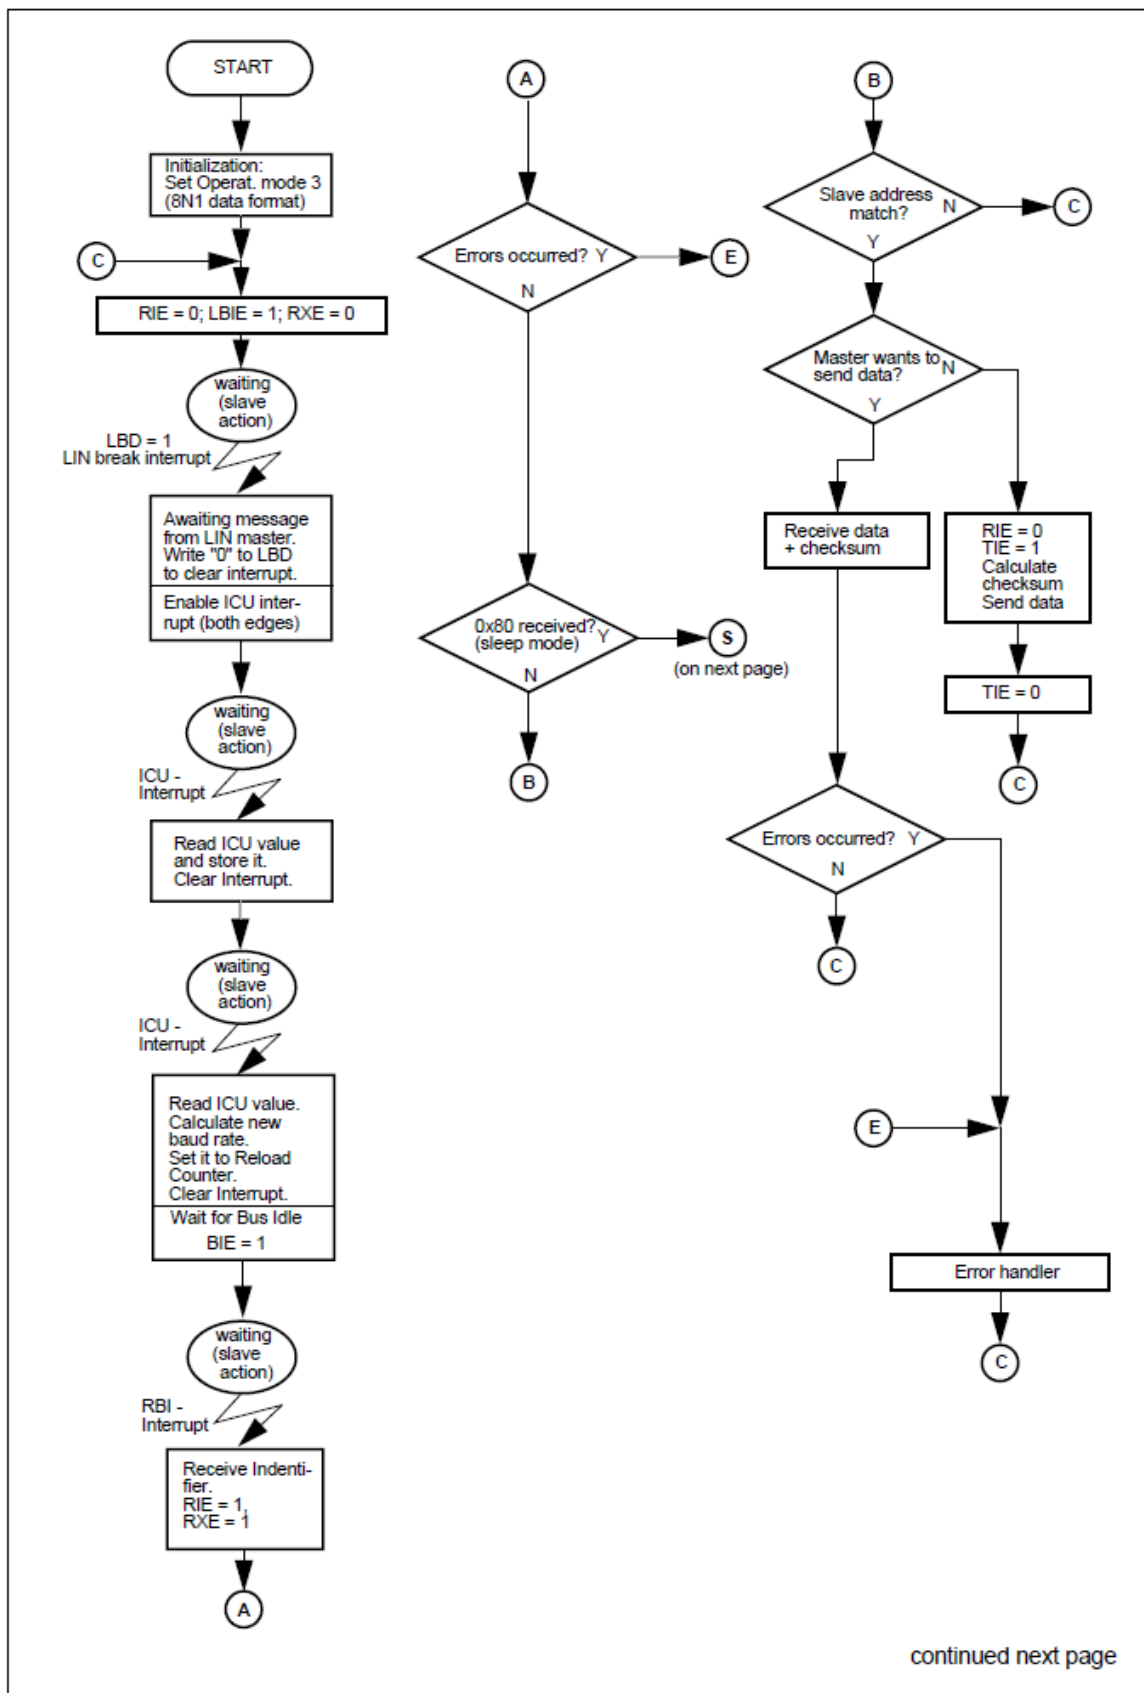 START
Initialization:
Set Operat. mode 3
(8N1 data format)
C
RIE = 0; LBIE = 1; RXE = 0
waiting
(slave
action)
LBD = 1
LIN break interrupt
Awaiting message
from LIN master.
Write "0" to LBD
to clear interrupt.
Enable ICU inter-
rupt (both edges)
waiting
(slave
action)
ICU -
Interrupt
Read ICU value
and store it.
Clear Interrupt.
waiting
(slave
action)
ICU -
Interrupt
Read ICU value.
Calculate new
baud rate.
Set it to Reload
Counter.
Clear Interrupt.
Wait for Bus Idle
BIE = 1
waiting
(slave
action)
RBI -
Interrupt
Receive Indenti-
fier.
RIE = 1,
RXE = 1
A
A
Errors occurred? Y
N
E
0x80 received? Y
(sleep mode)
N
S
(on next page)
B
B
Slave address
match?
N
Y
C
Master wants to
send data?
N
Y
Receive data
+ checksum
RIE = 0
TIE = 1
Calculate
checksum
Send data
TIE = 0
C
Errors occurred? Y
N
C
E
Error handler
C
continued next page